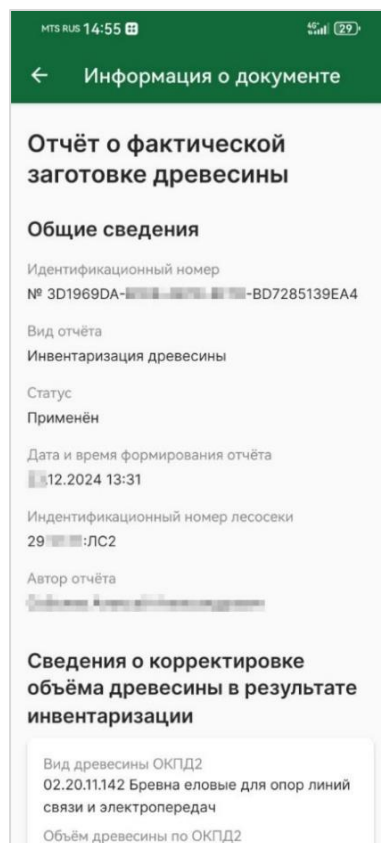 MTS RUS 14:55 29
Информация о документе
Отчёт о фактической
заготовке древесины
Общие сведения
Идентификационный номер
№ 3D1969DA- -BD7285139EA4
Вид отчёта
Инвентаризация древесины
Статус
Применён
Дата и время формирования отчёта
.12.2024 13:31
Индентификационный номер лесосеки
29 :ЛС2
Автор отчёта
Сведения о корректировке
объёма древесины в результате
инвентаризации
Вид древесины ОКПД2
02.20.11.142 Бревна еловые для опор линий
связи и электропередач
Объём древесины по ОКПД2